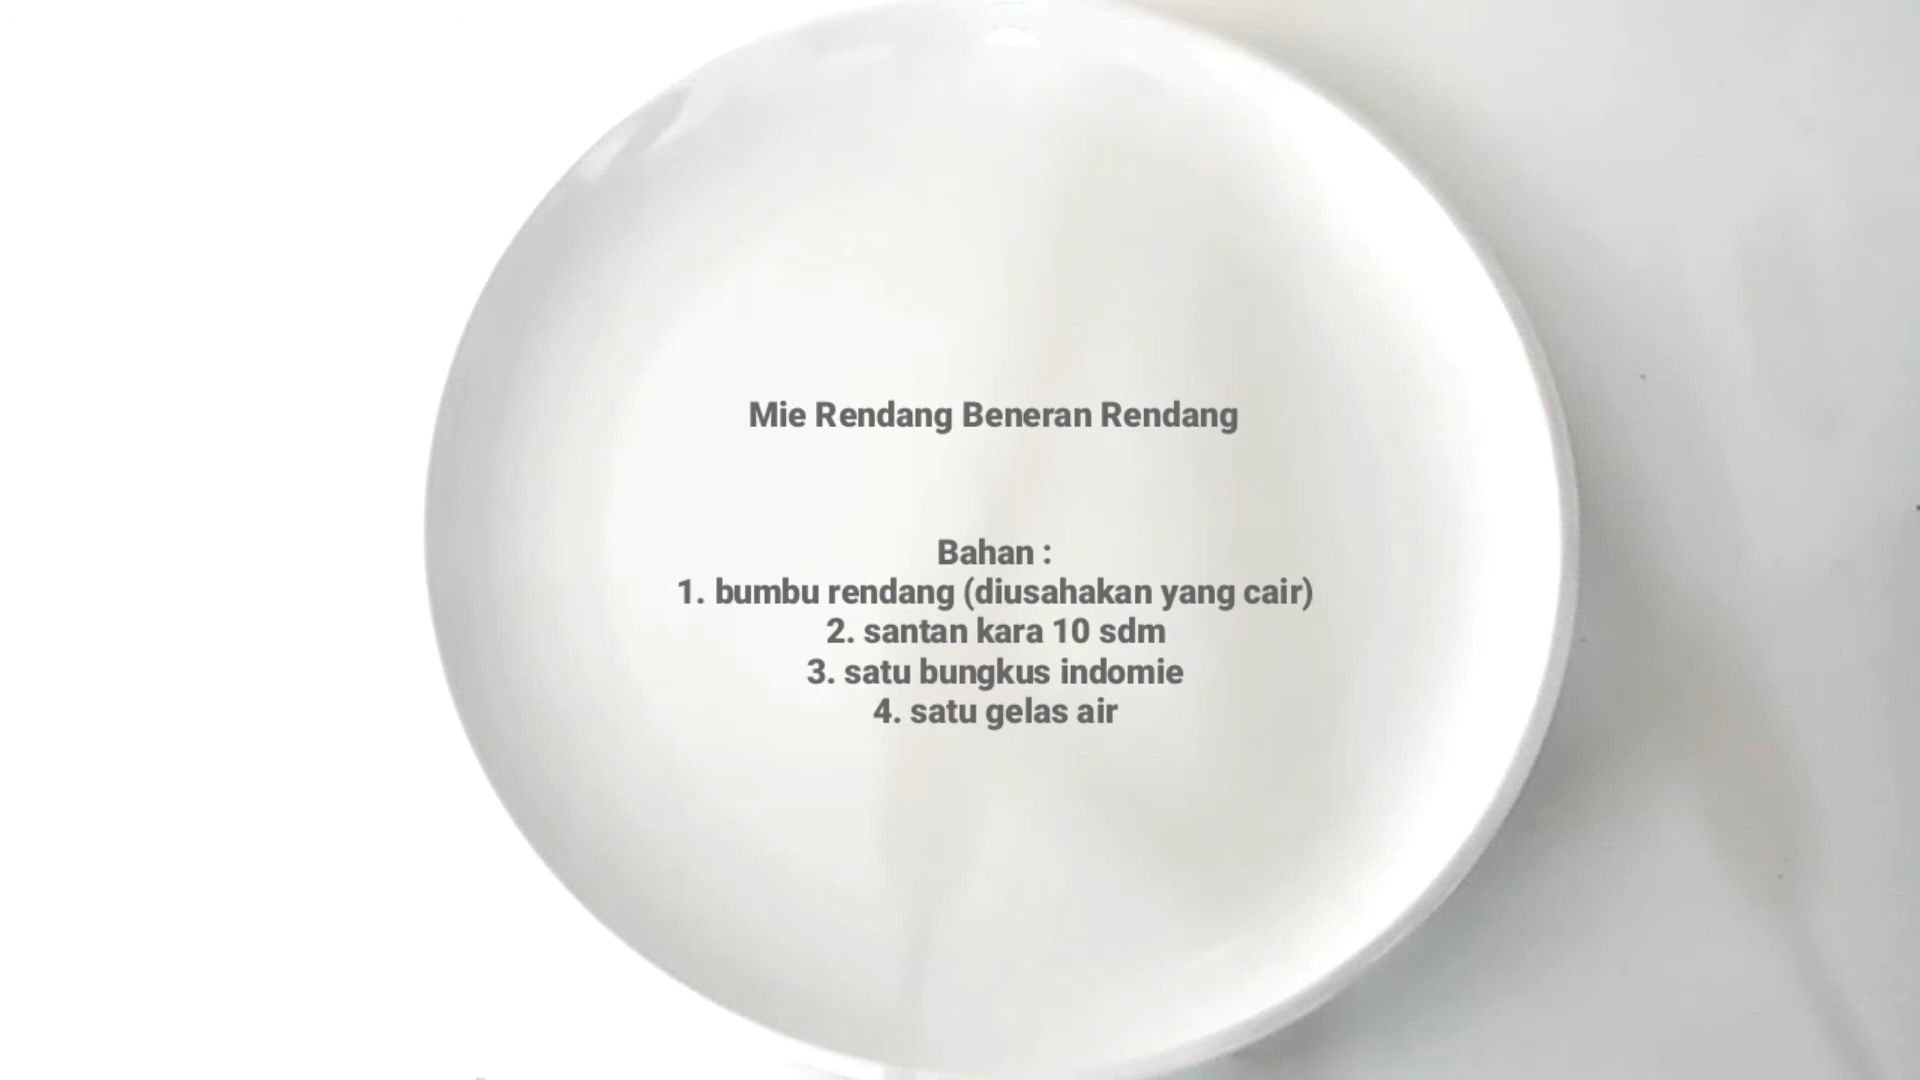 Mie Rendang Beneran Rendang
Bahan :
1. bumbu rendang (diusahakan yang cair)
2. santan kara 10 sdm
3. satu bungkus indomie
4. satu gelas air